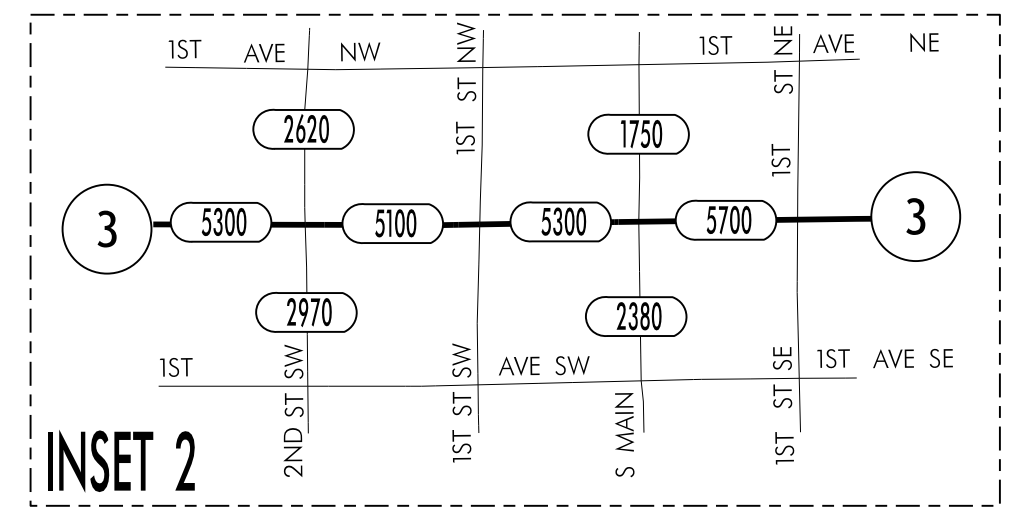 1ST AVE NW 1ST AVE NE
1ST ST NW
1ST ST NE
2620
1750
3 5300 5100 5300 5700 3
2970
2380
1ST AVE SW 1ST AVE SE
2ND ST SW
1ST ST SW
S MAIN
1ST ST SE
INSET 2